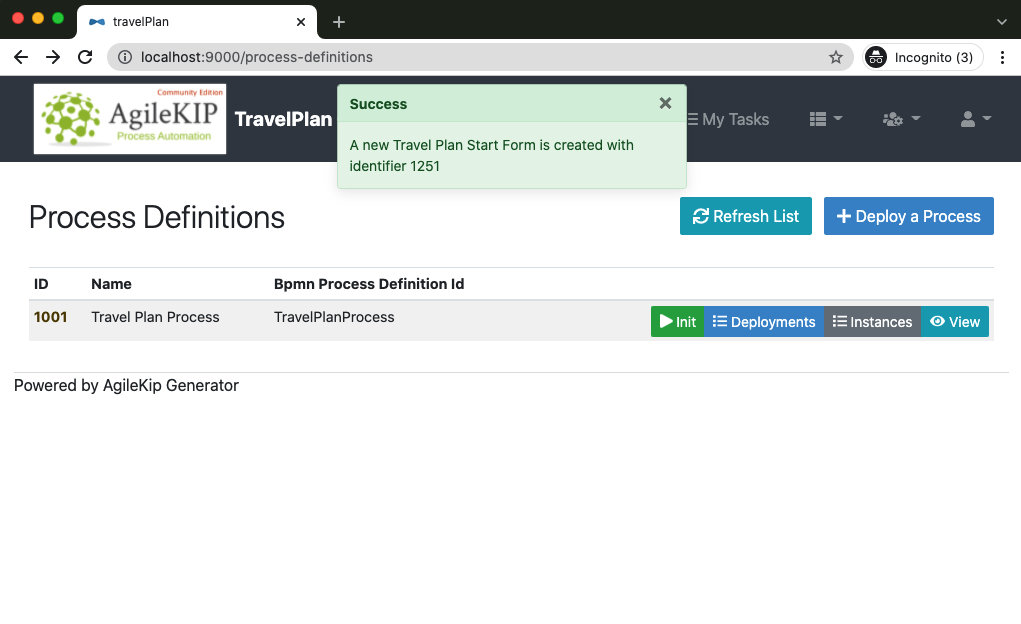 travelPlan
localhost:9000/process-definitions
Incognito (3)
Community Edition
AgileKIP
Process Automation
TravelPlan
My Tasks
Success
A new Travel Plan Start Form is created with
identifier 1251
Process Definitions
Refresh List
Deploy a Process
ID Name Bpmn Process Definition Id
1001 Travel Plan Process TravelPlanProcess Init Deployments Instances View
Powered by AgileKip Generator